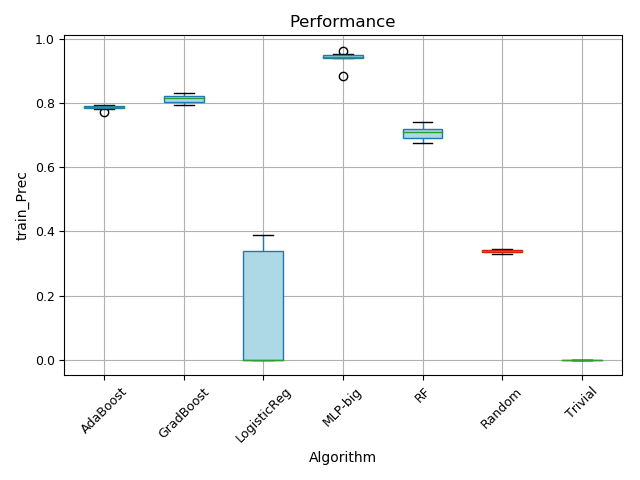 Performance
train_Prec
1.0
0.8
0.6
0.4
0.2
0.0
AdaBoost
GradBoost
LogisticReg
MLP-big
RF
Random
Trivial
Algorithm